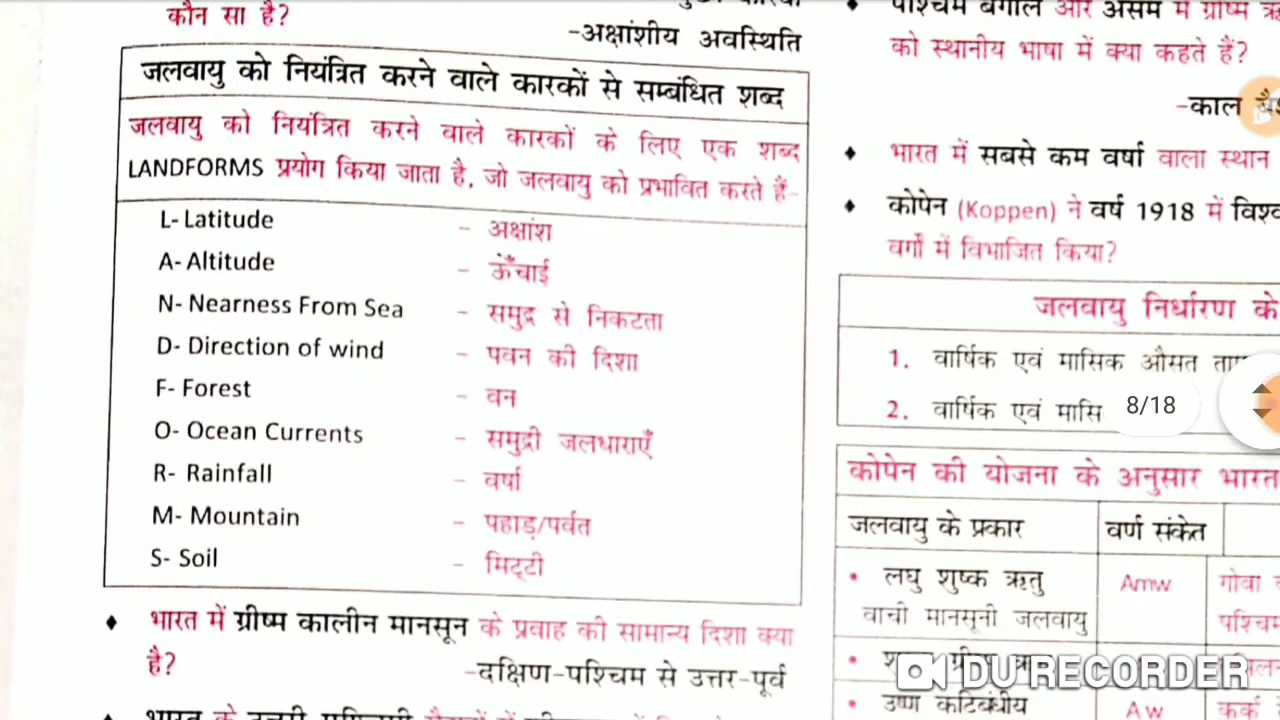 कौन सा है?
-अक्षांशीय अवस्थिति
जलवायु को नियंत्रित करने वाले कारकों से सम्बंधित शब्द
जलवायु को नियंत्रित करने वाले कारकों के लिए एक शब्द
LANDFORMS प्रयोग किया जाता है, जो जलवायु को प्रभावित करते हैं-
L- Latitude - अक्षांश
A- Altitude - ऊँचाई
N- Nearness From Sea - समुद्र से निकटता
D- Direction of wind - पवन की दिशा
F- Forest - वन
O- Ocean Currents - समुद्री जलधाराएँ
R- Rainfall - वर्षा
M- Mountain - पहाड़/पर्वत
S- Soil - मिट्टी
♦ भारत में ग्रीष्म कालीन मानसून के प्रवाह की सामान्य दिशा क्या
है?
-दक्षिण-पश्चिम से उत्तर-पूर्व
पश्चिम बंगाल और असम में ग्रीष्म
को स्थानीय भाषा में क्या कहते हैं?
-काल
♦ भारत में सबसे कम वर्षा वाला स्थान
♦ कोपेन (Koppen) ने वर्ष 1918 में
वर्गों में विभाजित किया?
जलवायु निर्धारण के
1. वार्षिक एवं मासिक औसत
2. वार्षिक एवं
8/18
कोपेन की योजना के अनुसार भारत
जलवायु के प्रकार वर्ण संकेत
• लघु शुष्क ऋतु Amw गोवा
वाची मानसूनी जलवायु पश्चिम
उष्ण कटिबंधीय Aw कर्क
DU RECORDER